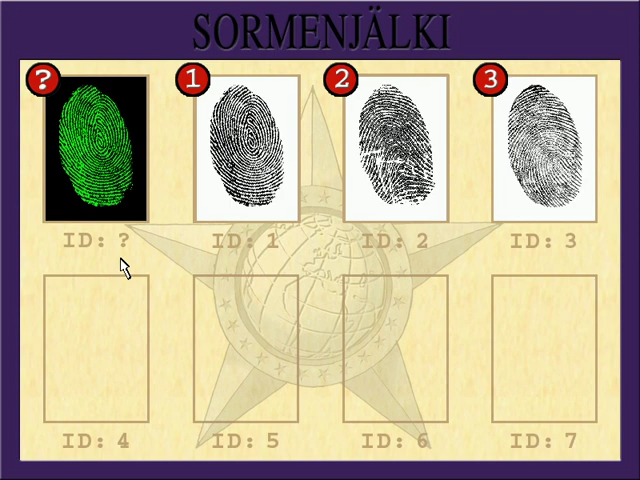 SORMENJÄLKI
? 1 2 3
ID: ? ID: 1 ID: 2 ID: 3
ID: 4 ID: 5 ID: 6 ID: 7